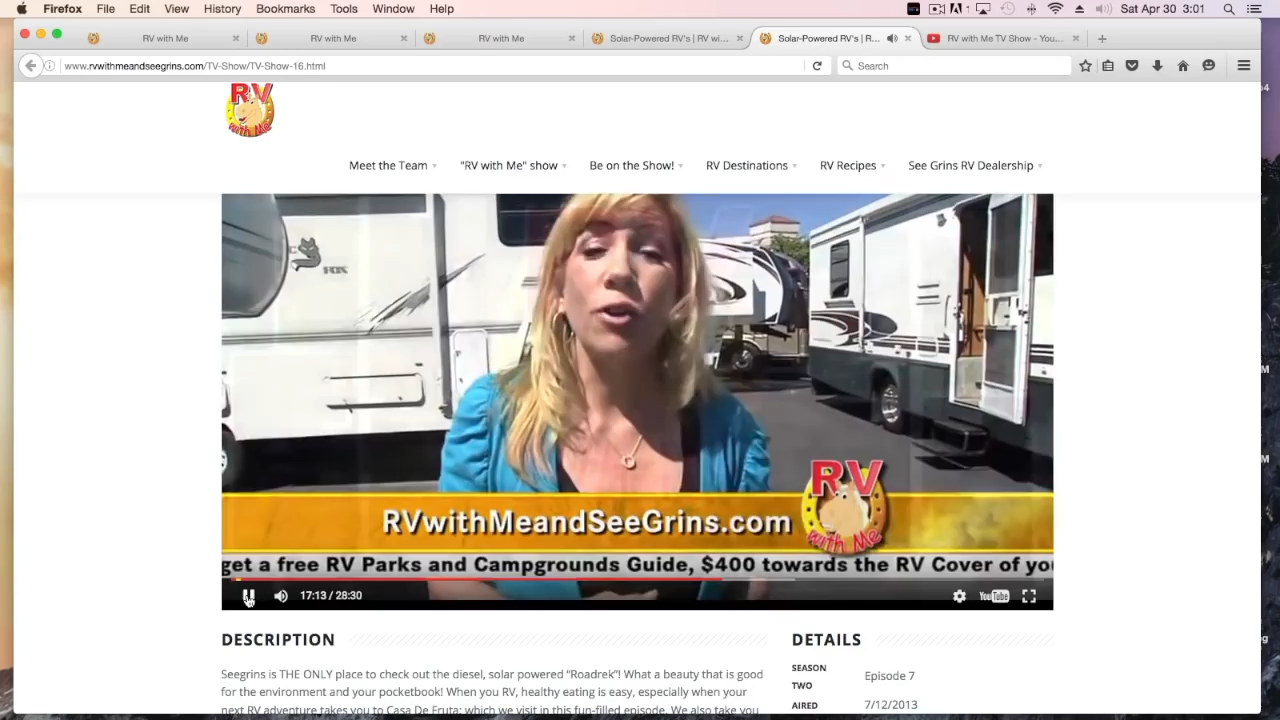 Firefox File Edit View History Bookmarks Tools Window Help Sat Apr 30 3:01
RV with Me RV with Me RV with Me Solar-Powered RV's | RV wi... Solar-Powered RV's | R... RV with Me TV Show - You...
www.rvwithmeandseegrins.com/TV-Show/TV-Show-16.html Search
RV
with Me
Meet the Team "RV with Me" show Be on the Show! RV Destinations RV Recipes See Grins RV Dealership
FOX
RV
with Me
RVwithMeandSeeGrins.com
get a free RV Parks and Campgrounds Guide, $400 towards the RV Cover of yo
17:13 / 28:30 YouTube
DESCRIPTION
Seegrins is THE ONLY place to check out the diesel, solar powered "Roadrek"! What a beauty that is good
for the environment and your pocketbook! When you RV, healthy eating is easy, especially when your
next RV adventure takes you to Casa De Fruta; which we visit in this fun-filled episode. We also take you
DETAILS
SEASON
TWO
Episode 7
AIRED 7/12/2013